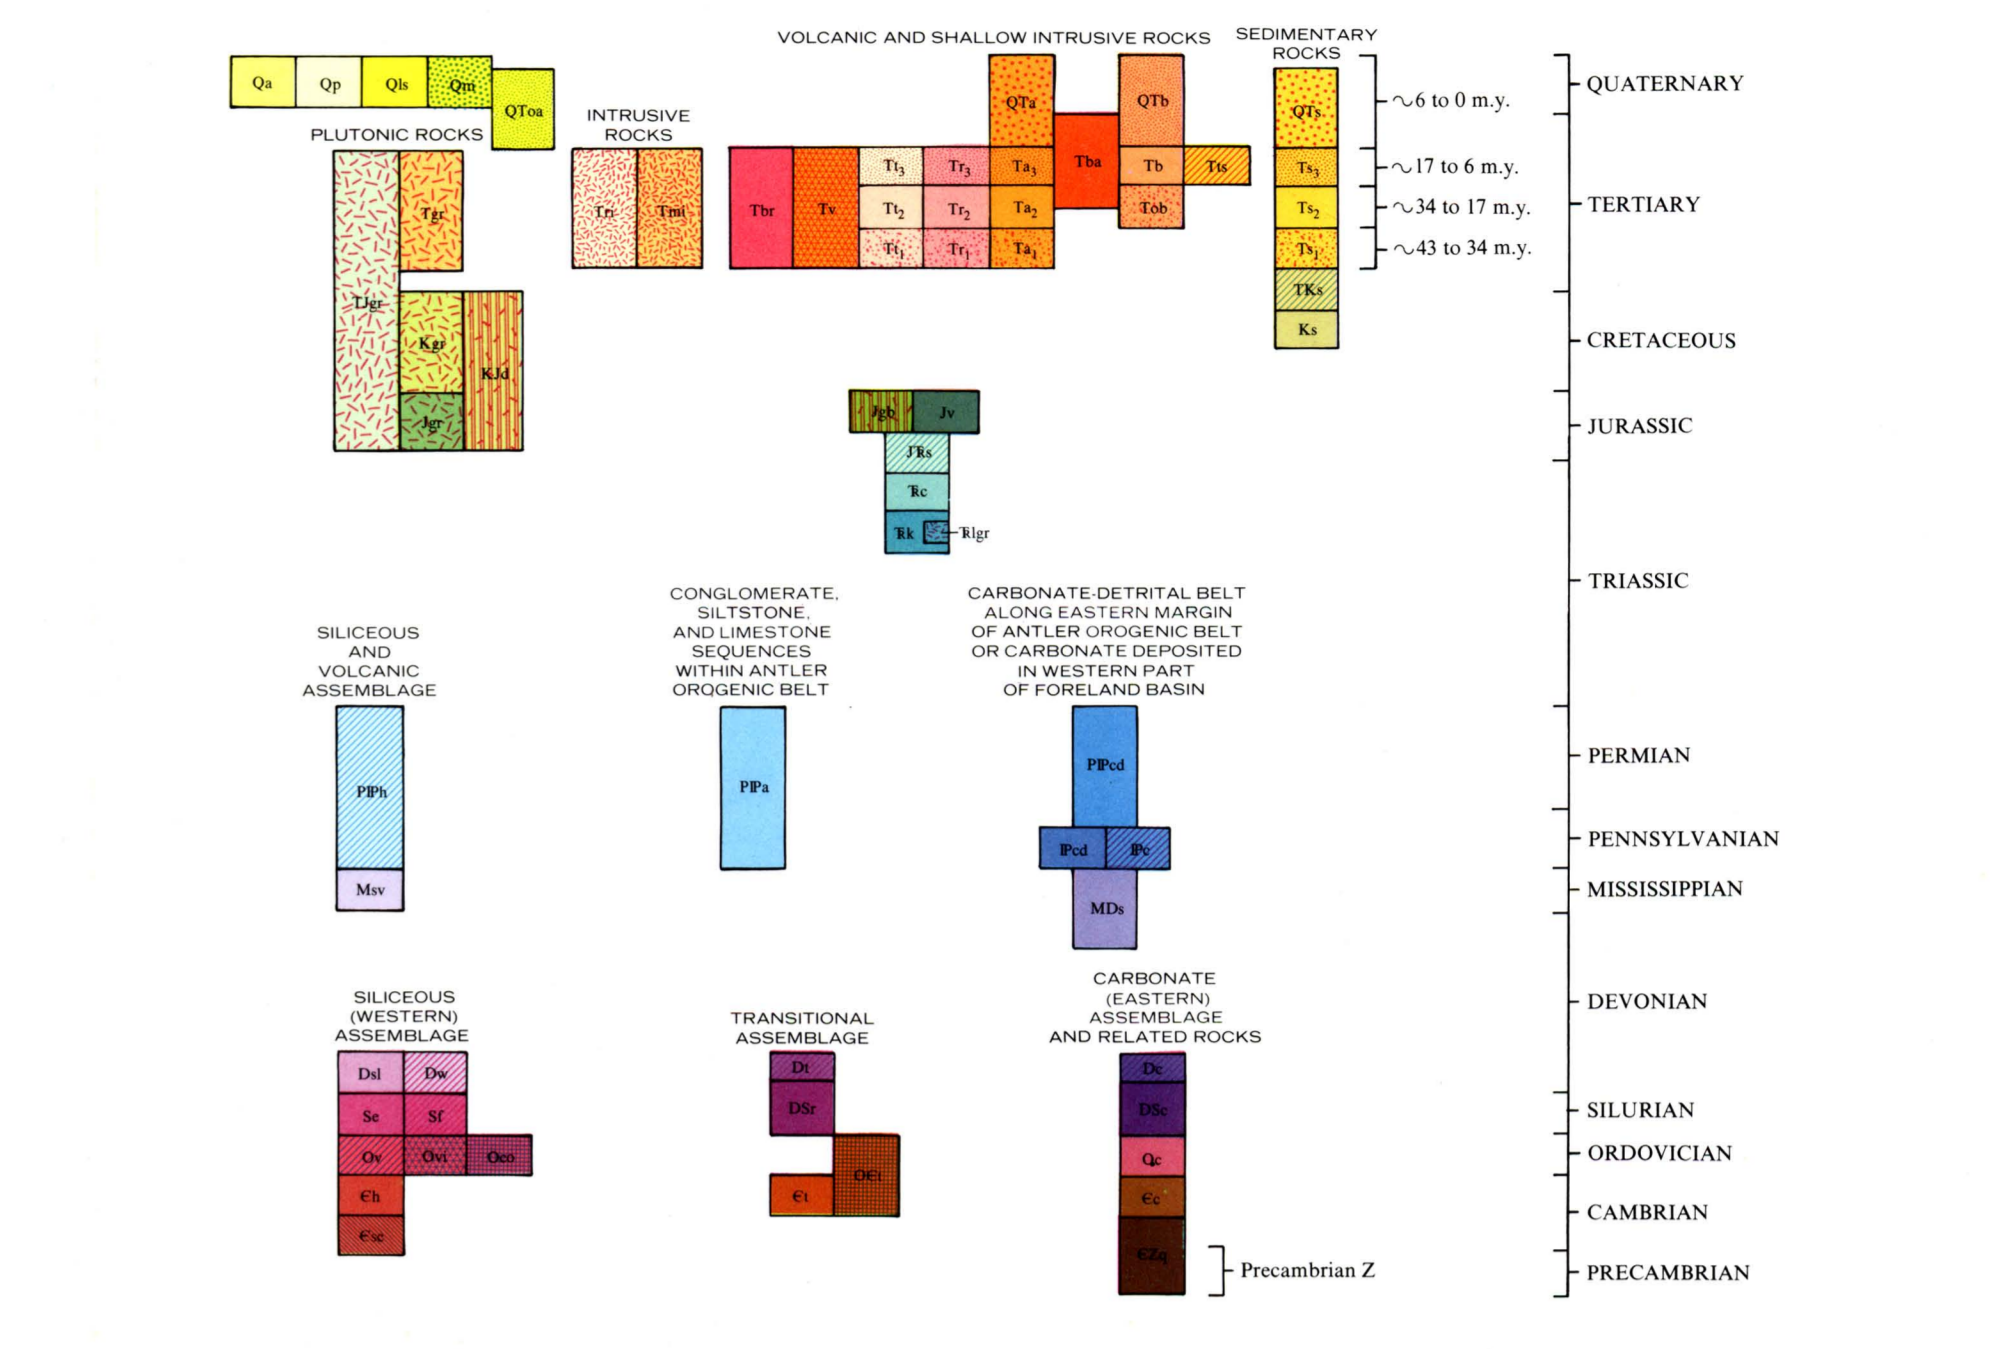 VOLCANIC AND SHALLOW INTRUSIVE ROCKS
SEDIMENTARY
ROCKS
Qa
Qp
Qls
Qm
QToa
PLUTONIC ROCKS
TJgr
Tgr
Kgr
KJd
Jgr
INTRUSIVE
ROCKS
Tri
Tmi
Tbr
Tv
Tt3
Tr3
Ta3
Tt2
Tr2
Ta2
Tt1
Tr1
Ta1
QTa
Tba
QTb
Tb
Tts
Tob
QTs
Ts3
Ts2
Ts1
TKs
Ks
~6 to 0 m.y.
~17 to 6 m.y.
~34 to 17 m.y.
~43 to 34 m.y.
QUATERNARY
TERTIARY
CRETACEOUS
JURASSIC
TRIASSIC
PERMIAN
PENNSYLVANIAN
MISSISSIPPIAN
DEVONIAN
SILURIAN
ORDOVICIAN
CAMBRIAN
PRECAMBRIAN
Jgb
Jv
JTRs
TRc
TRk
TRlgr
SILICEOUS
AND
VOLCANIC
ASSEMBLAGE
PIPh
Msv
CONGLOMERATE,
SILTSTONE,
AND LIMESTONE
SEQUENCES
WITHIN ANTLER
OROGENIC BELT
PIPa
CARBONATE-DETRITAL BELT
ALONG EASTERN MARGIN
OF ANTLER OROGENIC BELT
OR CARBONATE DEPOSITED
IN WESTERN PART
OF FORELAND BASIN
PIPcd
IPcd
IPc
MDs
SILICEOUS
(WESTERN)
ASSEMBLAGE
Dsl
Dw
Se
Sf
Ov
Ovi
Oco
Єh
Єsc
TRANSITIONAL
ASSEMBLAGE
Dt
DSr
OЄt
Єt
CARBONATE
(EASTERN)
ASSEMBLAGE
AND RELATED ROCKS
Dc
DSc
Oc
Єc
ЄZq
Precambrian Z